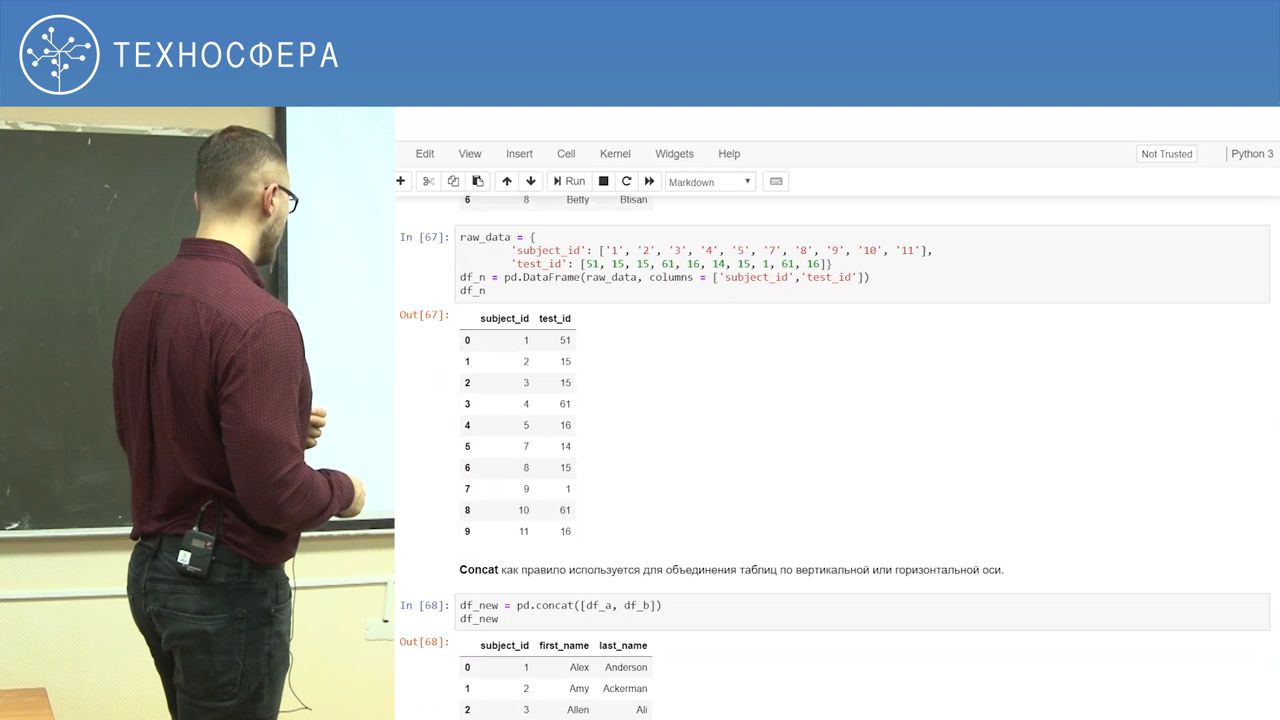 ТЕХНОСФЕРА
Edit View Insert Cell Kernel Widgets Help Not Trusted Python 3
Run Markdown
6 8 Betty Btisan
In [67]: raw_data = {
'subject_id': ['1', '2', '3', '4', '5', '7', '8', '9', '10', '11'],
'test_id': [51, 15, 15, 61, 16, 14, 15, 1, 61, 16]}
df_n = pd.DataFrame(raw_data, columns = ['subject_id','test_id'])
df_n
Out[67]:
subject_id test_id
0 1 51
1 2 15
2 3 15
3 4 61
4 5 16
5 7 14
6 8 15
7 9 1
8 10 61
9 11 16
Concat как правило используется для объединения таблиц по вертикальной или горизонтальной оси.
In [68]: df_new = pd.concat([df_a, df_b])
df_new
Out[68]:
subject_id first_name last_name
0 1 Alex Anderson
1 2 Amy Ackerman
2 3 Allen Ali